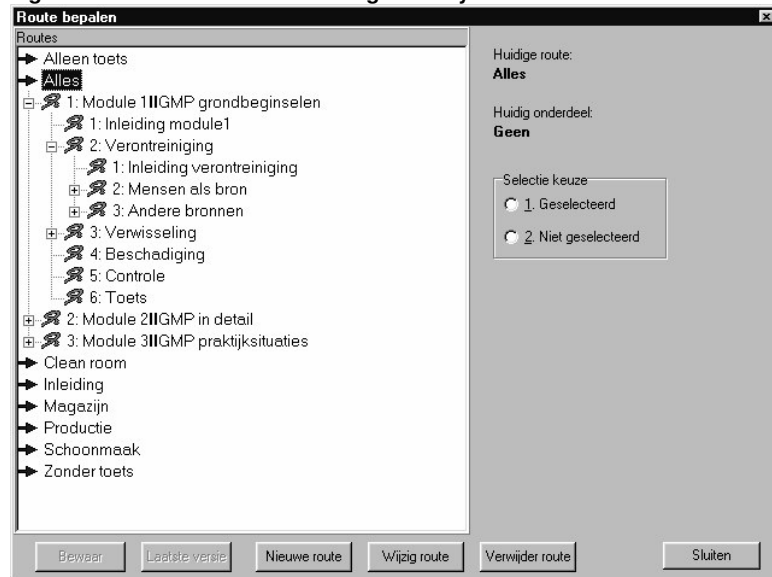 Route bepalen
Routes
Alleen toets
Alles
1: Module 1IIGMP grondbeginselen
1: Inleiding module1
2: Verontreiniging
1: Inleiding verontreiniging
2: Mensen als bron
3: Andere bronnen
3: Verwisseling
4: Beschadiging
5: Controle
6: Toets
2: Module 2IIGMP in detail
3: Module 3IIGMP praktijksituaties
Clean room
Inleiding
Magazijn
Productie
Schoonmaak
Zonder toets
Huidige route:
Alles
Huidig onderdeel:
Geen
Selectie keuze
1. Geselecteerd
2. Niet geselecteerd
Bewaar
Laatste versie
Nieuwe route
Wijzig route
Verwijder route
Sluiten